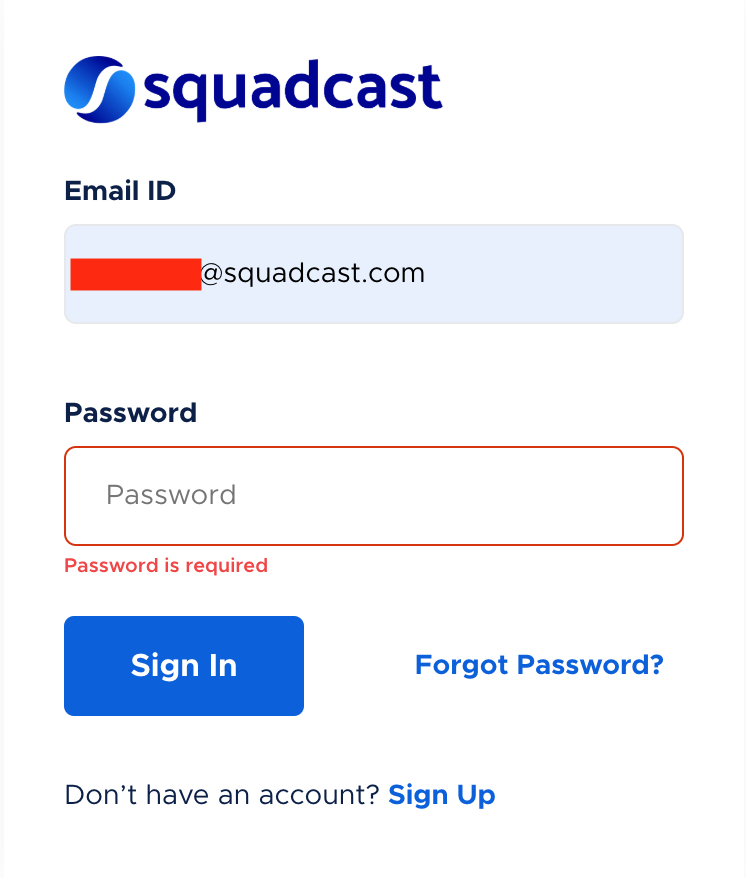 squadcast
Email ID
@squadcast.com
Password
Password
Password is required
Sign In
Forgot Password?
Don’t have an account? Sign Up